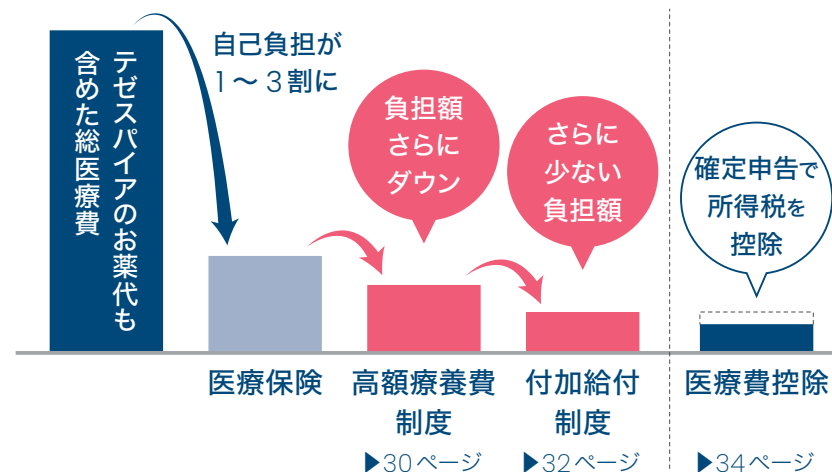 テゼスパイアのお薬代も
含めた総医療費
自己負担が
1～3割に
負担額
さらに
ダウン
さらに
少ない
負担額
確定申告で
所得税を
控除
医療保険
高額療養費
制度
▶30ページ
付加給付
制度
▶32ページ
医療費控除
▶34ページ